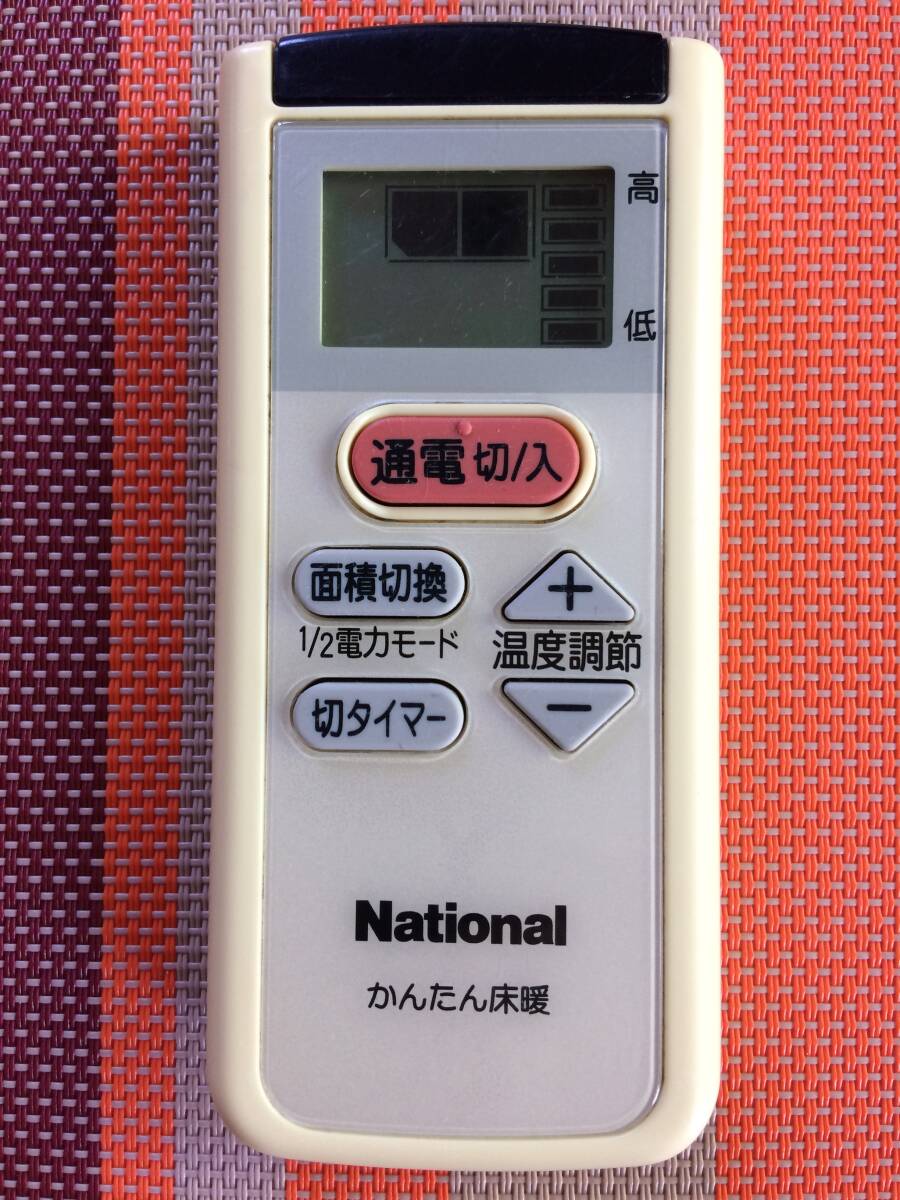 高
低
通電 切/入
面積切換
+
1/2電力モード
温度調節
切タイマー
−
National
かんたん床暖